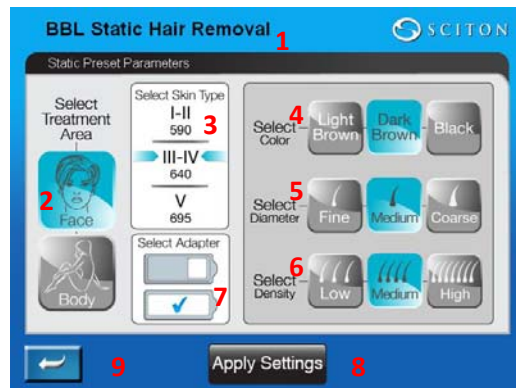 BBL Static Hair Removal
1
SCITON
Static Preset Parameters
Select
Treatment
Area
2
Face
Body
Select Skin Type
I-II
590
3
III-IV
640
V
695
Select Adapter
7
4
Select
Color
Light
Brown
Dark
Brown
Black
5
Select
Diameter
Fine
Medium
Coarse
6
Select
Density
Low
Medium
High
9
Apply Settings
8